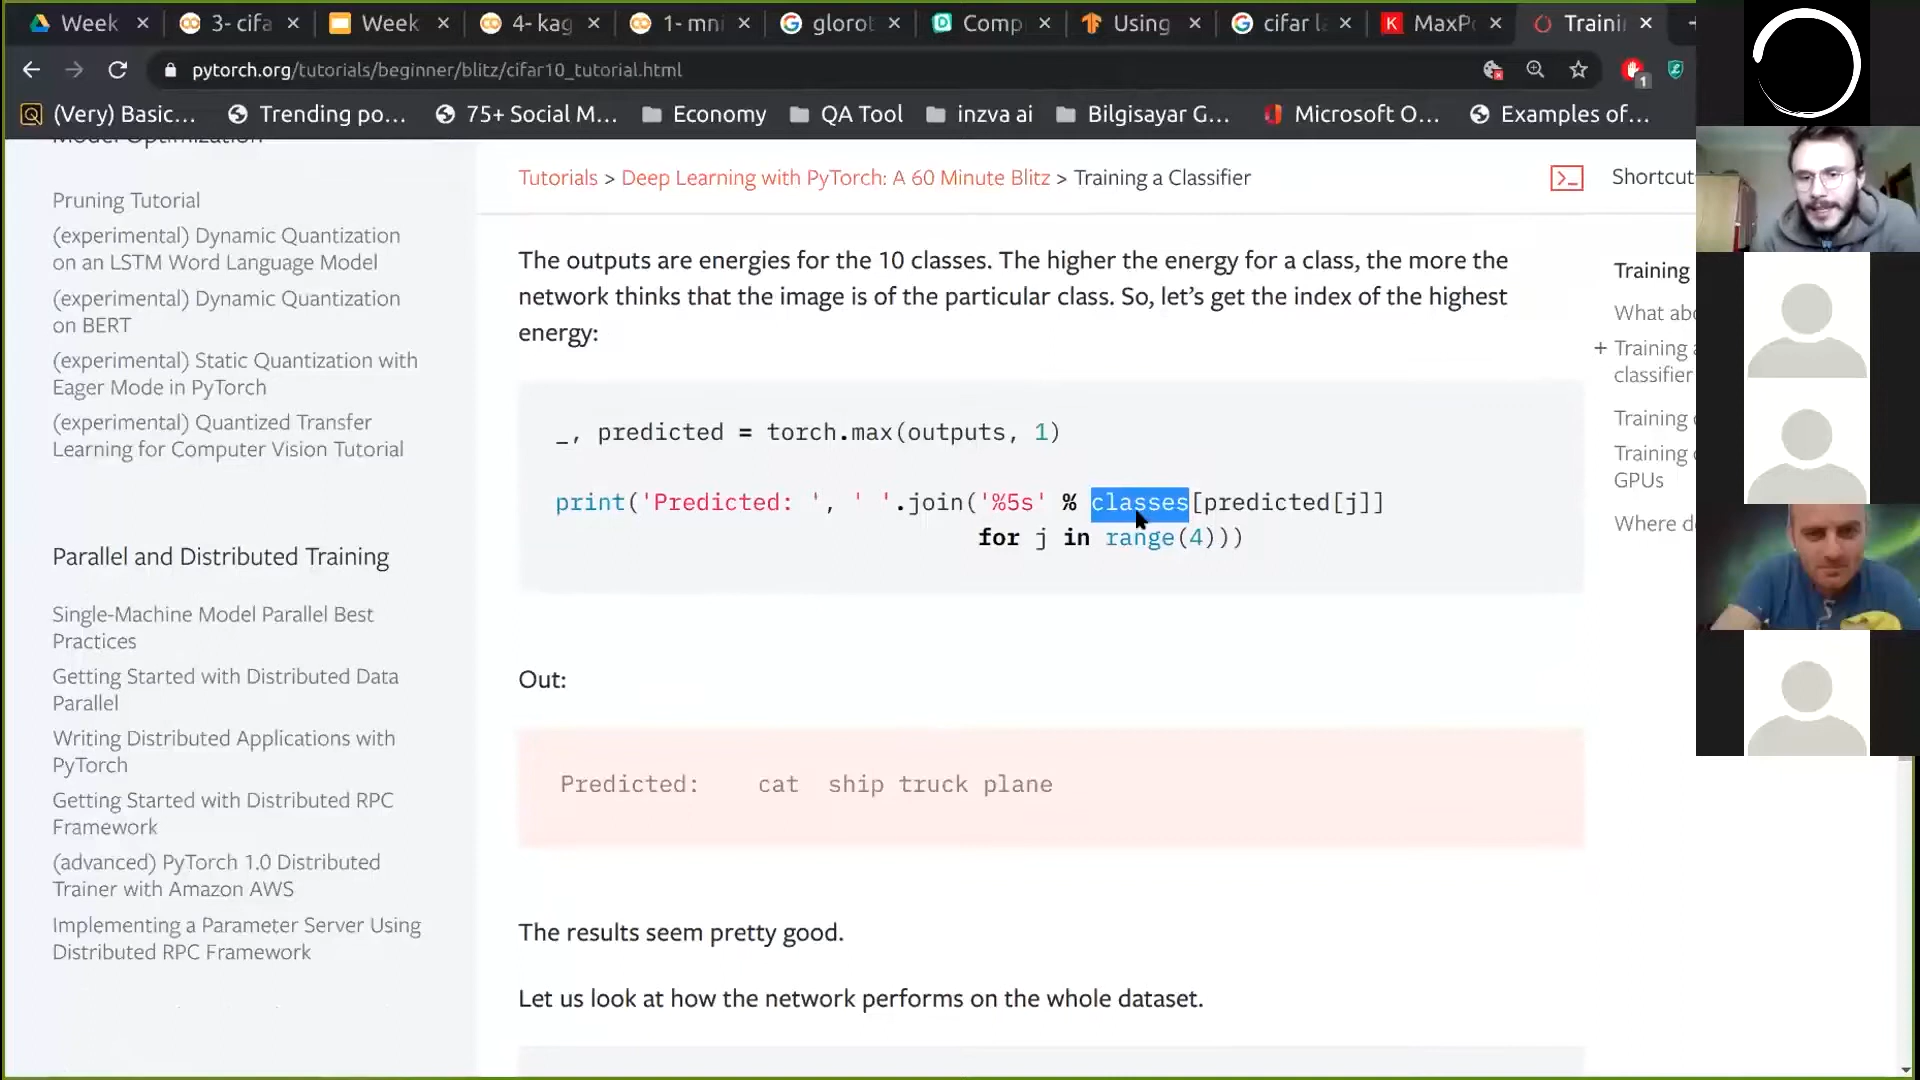 Week
3- cifa
Week
4- kag
1- mni
gloro
Comp
Using
cifar l
MaxPo
Traini
pytorch.org/tutorials/beginner/blitz/cifar10_tutorial.html
1
(Very) Basic...
Trending po...
75+ Social M...
Economy
QA Tool
inzva ai
Bilgisayar G...
Microsoft O...
Examples of...
Model Optimization
Pruning Tutorial
(experimental) Dynamic Quantization
on an LSTM Word Language Model
(experimental) Dynamic Quantization
on BERT
(experimental) Static Quantization with
Eager Mode in PyTorch
(experimental) Quantized Transfer
Learning for Computer Vision Tutorial
Parallel and Distributed Training
Single-Machine Model Parallel Best
Practices
Getting Started with Distributed Data
Parallel
Writing Distributed Applications with
PyTorch
Getting Started with Distributed RPC
Framework
(advanced) PyTorch 1.0 Distributed
Trainer with Amazon AWS
Implementing a Parameter Server Using
Distributed RPC Framework
Tutorials > Deep Learning with PyTorch: A 60 Minute Blitz > Training a Classifier
>_
Shortcut
The outputs are energies for the 10 classes. The higher the energy for a class, the more the
network thinks that the image is of the particular class. So, let’s get the index of the highest
energy:
_, predicted = torch.max(outputs, 1)
print('Predicted: ', ' '.join('%5s' % classes[predicted[j]]
for j in range(4)))
Out:
Predicted:    cat  ship truck plane
The results seem pretty good.
Let us look at how the network performs on the whole dataset.
Training
What abo
+ Training a
classifier
Training o
Training o
GPUs
Where do